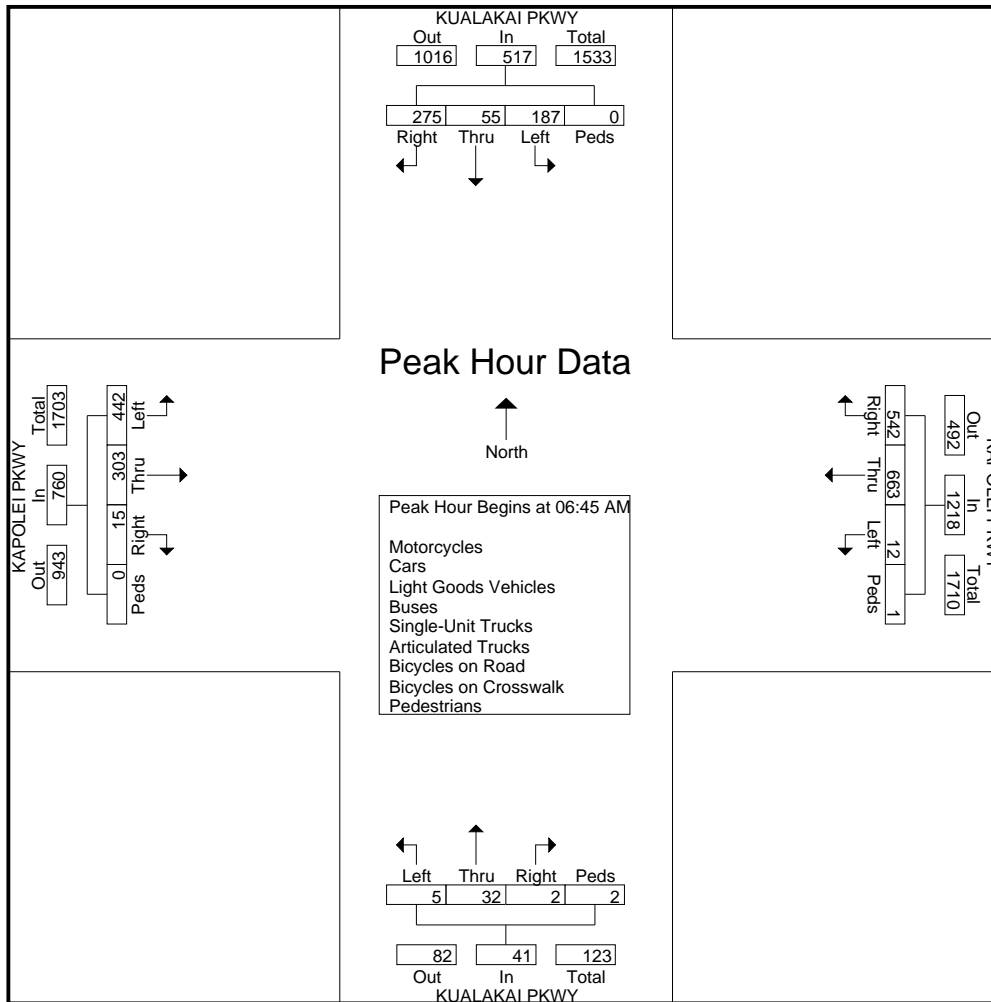 KUALAKAI PKWY
Out In Total
1016 517 1533
275 55 187 0
Right Thru Left Peds
Peak Hour Data
North
Peak Hour Begins at 06:45 AM
Motorcycles
Cars
Light Goods Vehicles
Buses
Single-Unit Trucks
Articulated Trucks
Bicycles on Road
Bicycles on Crosswalk
Pedestrians
KAPOLEI PKWY
Out In Total
943 760 1703
0 15 303 442
Peds Right Thru Left
Out In Total
492 1218 1710
542 663 12 1
Right Thru Left Peds
Left Thru Right Peds
5 32 2 2
82 41 123
Out In Total
KUALAKAI PKWY